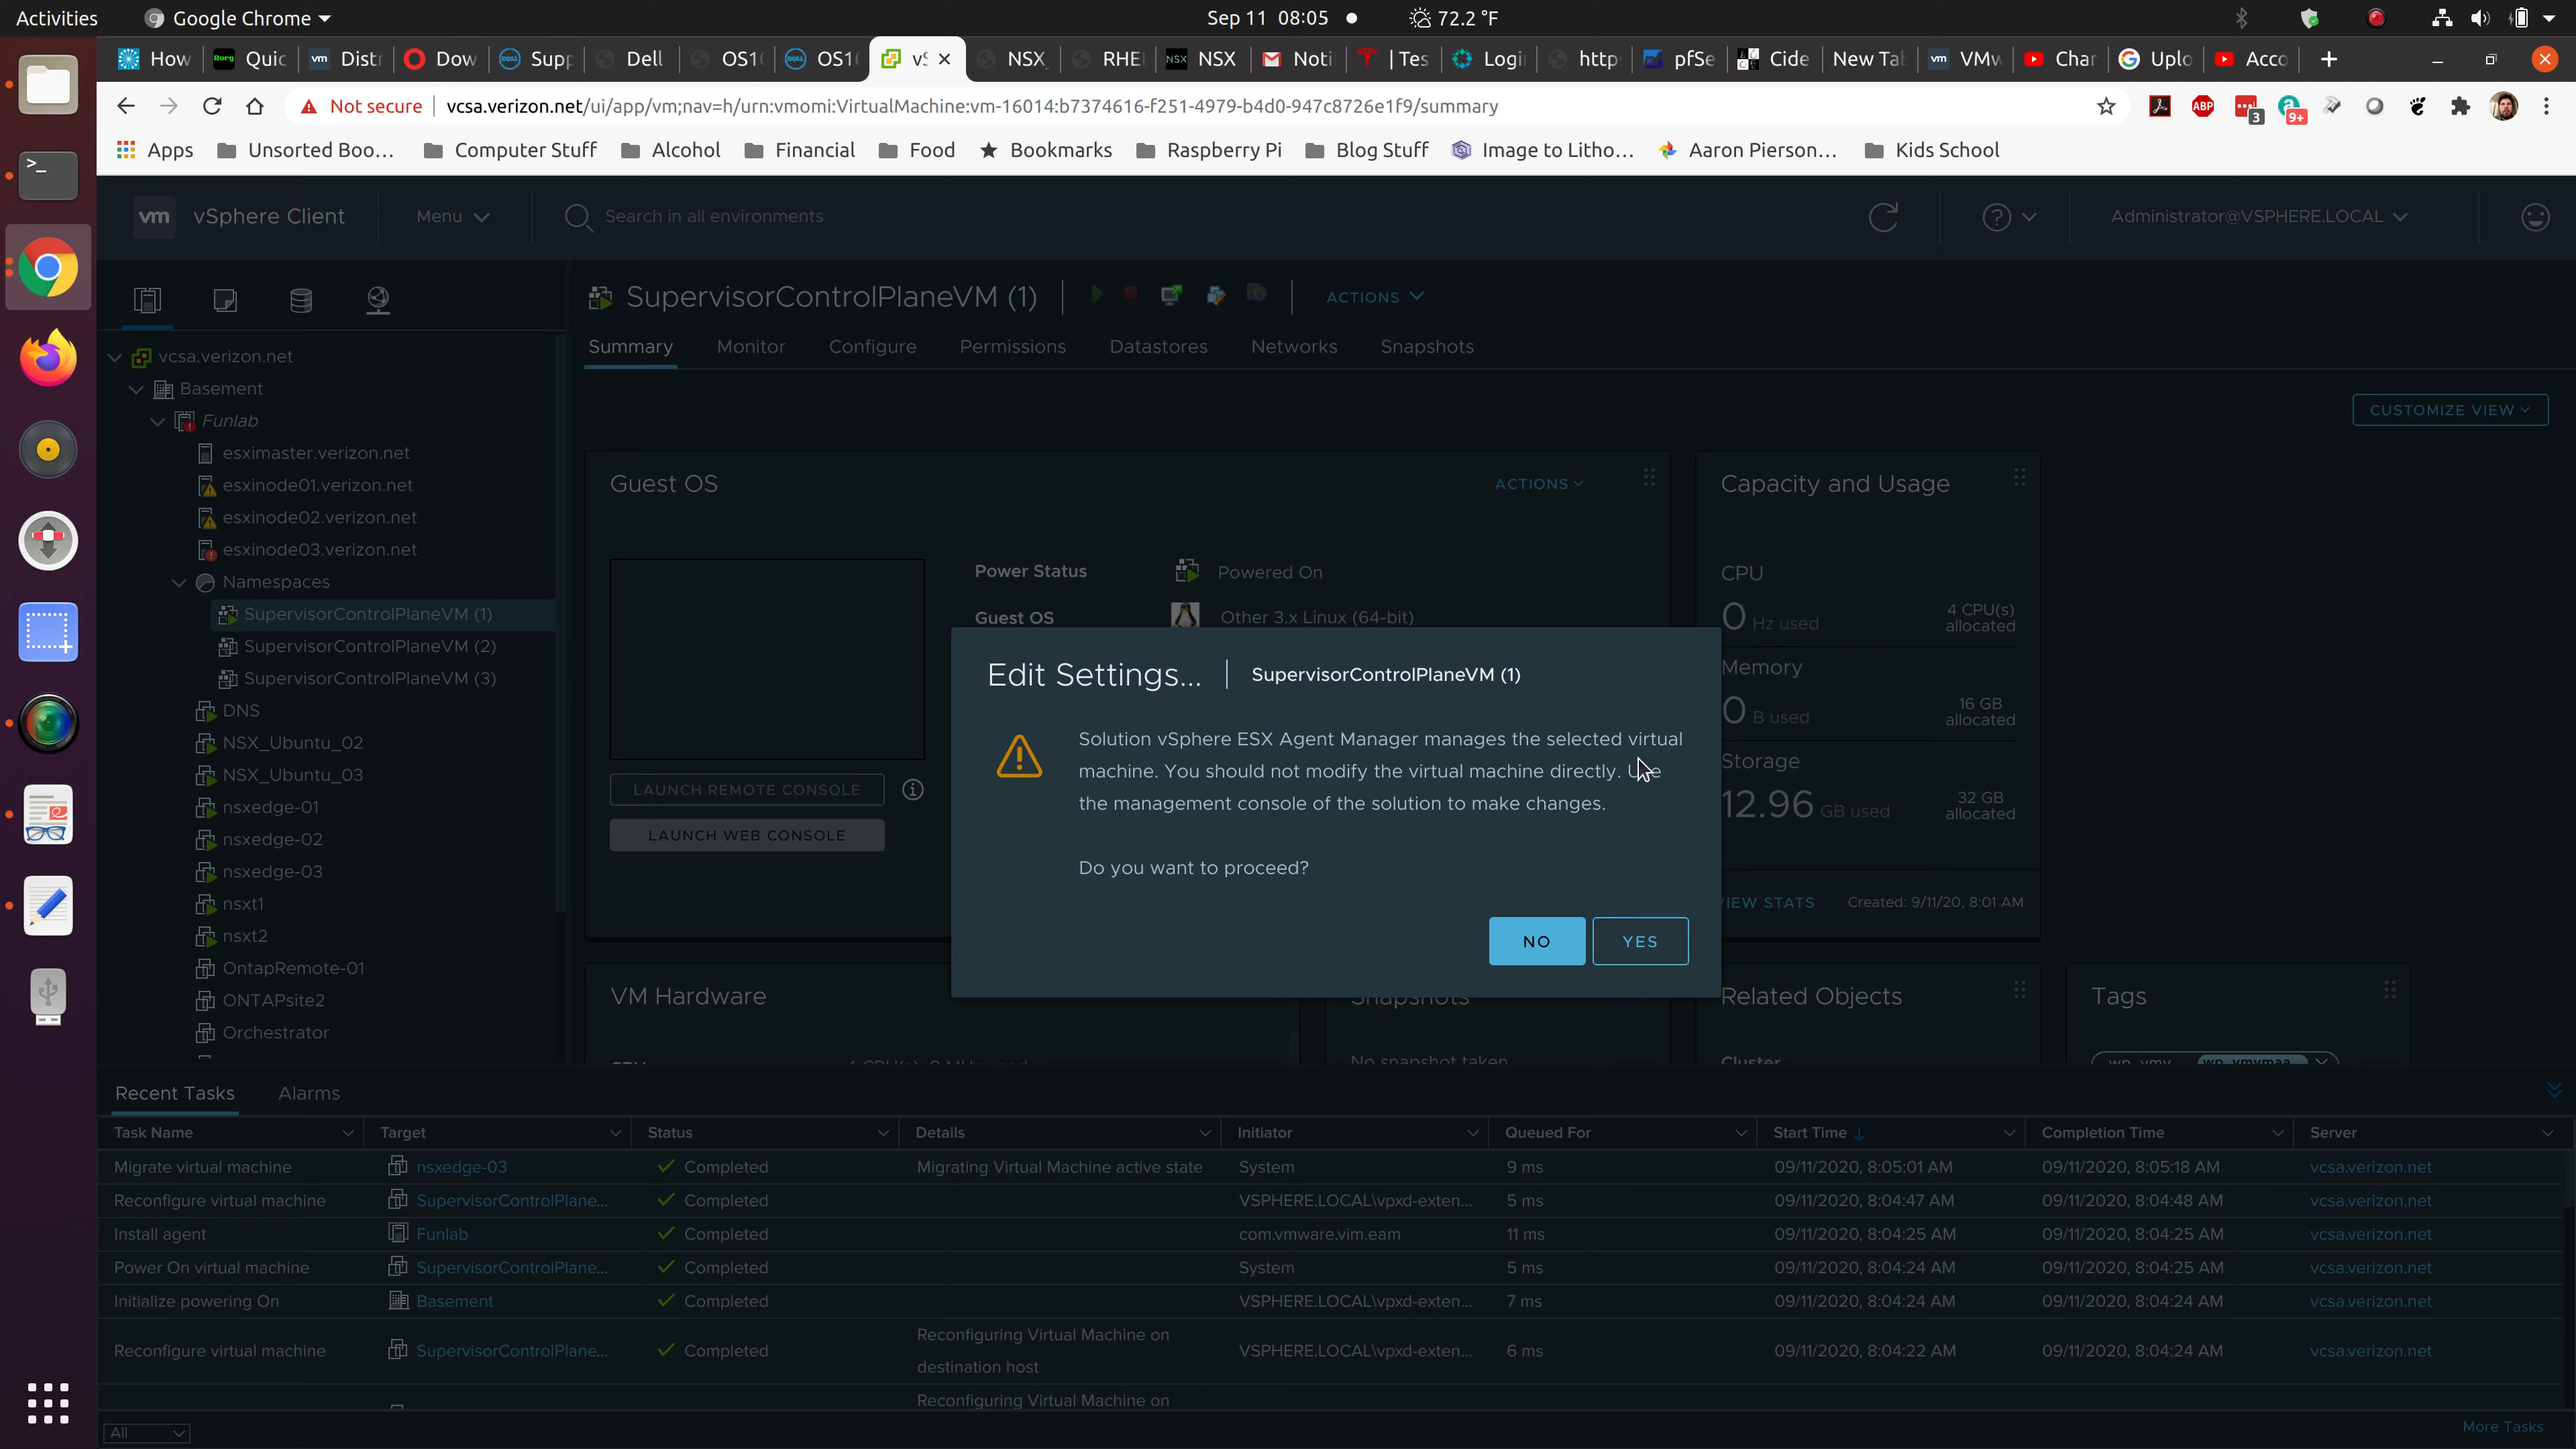 Activities
Google Chrome
Sep 11 08:05
72.2 °F
How
Borg Quic
vm Distr
Dow
DELL Supp
Dell
OS1
DELL OS1
NSX_
RHE
NSX NSX
Noti
| Tes
Logi
http
pfSe
Cide
New Tab
vm VMw
Char
Uplo
Acco
Not secure
vcsa.verizon.net/ui/app/vm;nav=h/urn:vmomi:VirtualMachine:vm-16014:b7374616-f251-4979-b4d0-947c8726e1f9/summary
ABP
3
9+
Apps
Unsorted Boo...
Computer Stuff
Alcohol
Financial
Food
Bookmarks
Raspberry Pi
Blog Stuff
Image to Litho...
Aaron Pierson...
Kids School
vm vSphere Client
Menu
Search in all environments
Administrator@VSPHERE.LOCAL
vcsa.verizon.net
Basement
Funlab
esximaster.verizon.net
esxinode01.verizon.net
esxinode02.verizon.net
esxinode03.verizon.net
Namespaces
SupervisorControlPlaneVM (1)
SupervisorControlPlaneVM (2)
SupervisorControlPlaneVM (3)
DNS
NSX_Ubuntu_02
NSX_Ubuntu_03
nsxedge-01
nsxedge-02
nsxedge-03
nsxt1
nsxt2
OntapRemote-01
ONTAPsite2
Orchestrator
SupervisorControlPlaneVM (1)
ACTIONS
Summary
Monitor
Configure
Permissions
Datastores
Networks
Snapshots
CUSTOMIZE VIEW
Guest OS
ACTIONS
Power Status
Powered On
Guest OS
Other 3.x Linux (64-bit)
LAUNCH REMOTE CONSOLE
LAUNCH WEB CONSOLE
Edit Settings... | SupervisorControlPlaneVM (1)
Solution vSphere ESX Agent Manager manages the selected virtual
machine. You should not modify the virtual machine directly. Use
the management console of the solution to make changes.
Do you want to proceed?
NO
YES
Capacity and Usage
CPU
0 Hz used
4 CPU(s)
allocated
Memory
0 B used
16 GB
allocated
Storage
12.96 GB used
32 GB
allocated
VIEW STATS
Created: 9/11/20, 8:01 AM
VM Hardware
Snapshots
No snapshot taken
Related Objects
Cluster
Tags
Recent Tasks
Alarms
Task Name Target Status Details Initiator Queued For Start Time Completion Time Server
Migrate virtual machine nsxedge-03 Completed Migrating Virtual Machine active state System 9 ms 09/11/2020, 8:05:01 AM 09/11/2020, 8:05:18 AM vcsa.verizon.net
Reconfigure virtual machine SupervisorControlPlane... Completed VSPHERE.LOCAL\vpxd-exten... 5 ms 09/11/2020, 8:04:47 AM 09/11/2020, 8:04:48 AM vcsa.verizon.net
Install agent Funlab Completed com.vmware.vim.eam 11 ms 09/11/2020, 8:04:25 AM 09/11/2020, 8:04:25 AM vcsa.verizon.net
Power On virtual machine SupervisorControlPlane... Completed System 5 ms 09/11/2020, 8:04:24 AM 09/11/2020, 8:04:25 AM vcsa.verizon.net
Initialize powering On Basement Completed VSPHERE.LOCAL\vpxd-exten... 7 ms 09/11/2020, 8:04:24 AM 09/11/2020, 8:04:24 AM vcsa.verizon.net
Reconfiguring Virtual Machine on
Reconfigure virtual machine SupervisorControlPlane... Completed VSPHERE.LOCAL\vpxd-exten... 6 ms 09/11/2020, 8:04:22 AM 09/11/2020, 8:04:24 AM vcsa.verizon.net
destination host
Reconfiguring Virtual Machine on
All
More Tasks